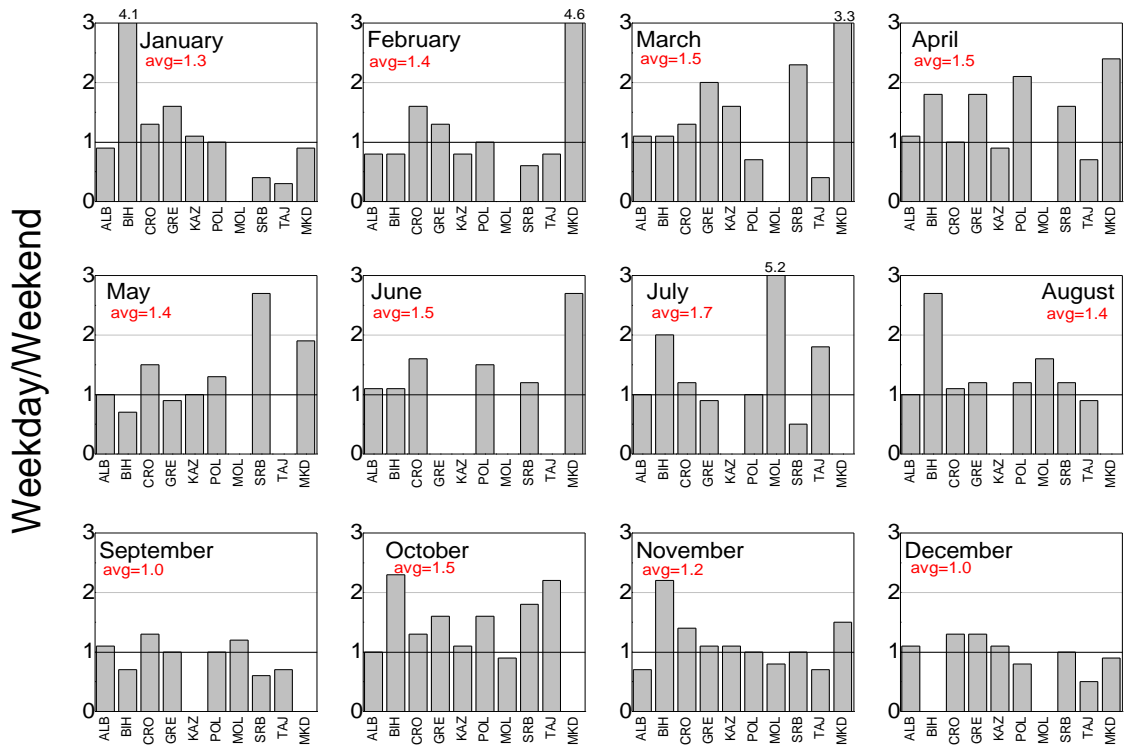 Weekday/Weekend
4.1
January
avg=1.3
3
2
1
0
ALB BIH CRO GRE KAZ POL MOL SRB TAJ MKD
4.6
February
avg=1.4
3
2
1
0
ALB BIH CRO GRE KAZ POL MOL SRB TAJ MKD
3.3
March
avg=1.5
3
2
1
0
ALB BIH CRO GRE KAZ POL MOL SRB TAJ MKD
April
avg=1.5
3
2
1
0
ALB BIH CRO GRE KAZ POL MOL SRB TAJ MKD
May
avg=1.4
3
2
1
0
ALB BIH CRO GRE KAZ POL MOL SRB TAJ MKD
June
avg=1.5
3
2
1
0
ALB BIH CRO GRE KAZ POL MOL SRB TAJ MKD
5.2
July
avg=1.7
3
2
1
0
ALB BIH CRO GRE KAZ POL MOL SRB TAJ MKD
August
avg=1.4
3
2
1
0
ALB BIH CRO GRE KAZ POL MOL SRB TAJ MKD
September
avg=1.0
3
2
1
0
ALB BIH CRO GRE KAZ POL MOL SRB TAJ MKD
October
avg=1.5
3
2
1
0
ALB BIH CRO GRE KAZ POL MOL SRB TAJ MKD
November
avg=1.2
3
2
1
0
ALB BIH CRO GRE KAZ POL MOL SRB TAJ MKD
December
avg=1.0
3
2
1
0
ALB BIH CRO GRE KAZ POL MOL SRB TAJ MKD